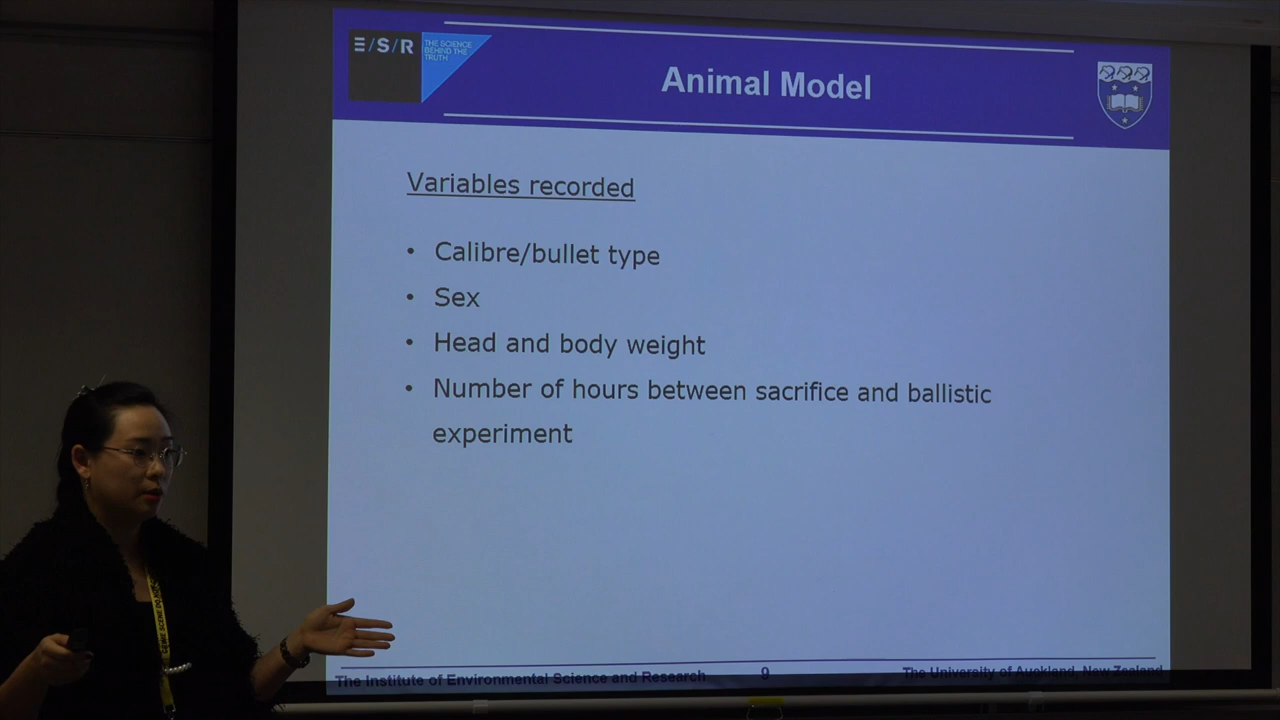 E/S/R
THE SCIENCE
BEHIND THE
TRUTH
Animal Model
Variables recorded
• Calibre/bullet type
• Sex
• Head and body weight
• Number of hours between sacrifice and ballistic
experiment
The Institute of Environmental Science and Research
9
The University of Auckland, New Zealand